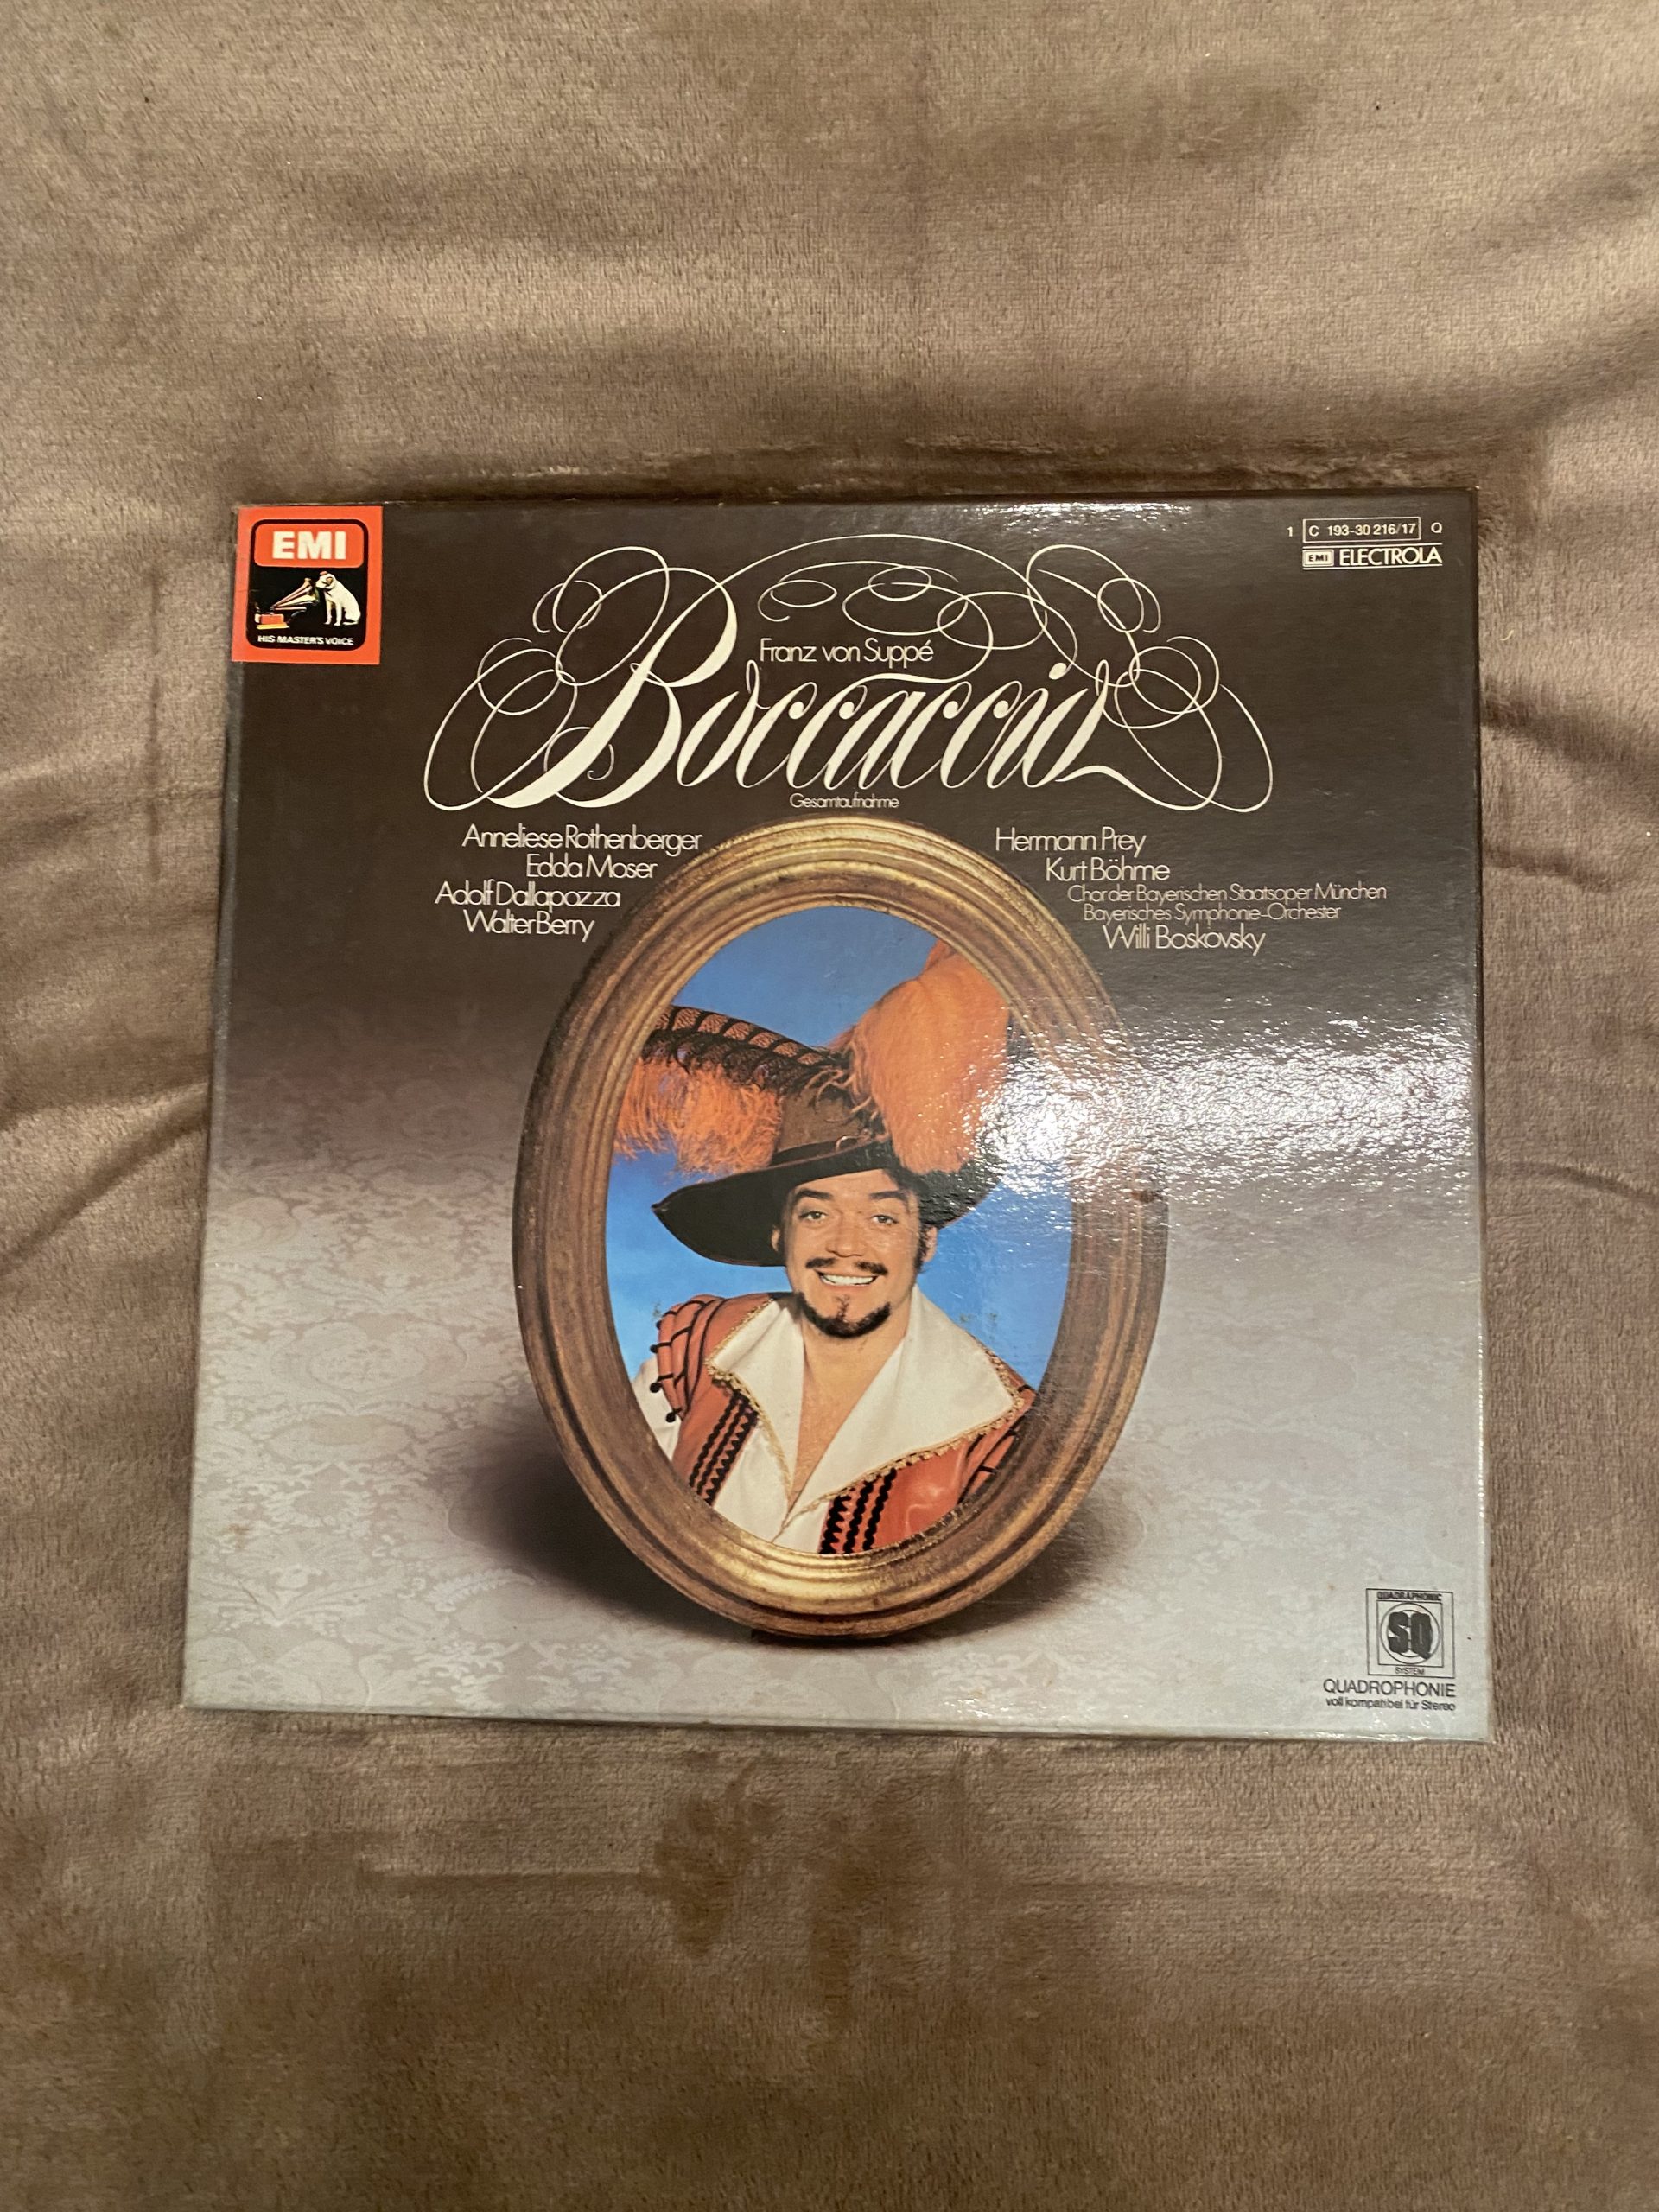 EMI
HIS MASTER'S VOICE
1 C 193-30 216/17 Q
EMI ELECTROLA
Franz von Suppé
Boccaccio
Gesamtaufnahme
Anneliese Rothenberger
Edda Moser
Adolf Dallapozza
Walter Berry
Hermann Prey
Kurt Böhme
Chor der Bayerischen Staatsoper München
Bayerisches Symphonie-Orchester
Willi Boskovsky
QUADRAPHONIC
SQ
SYSTEM
QUADROPHONIE
voll kompatibel für Stereo